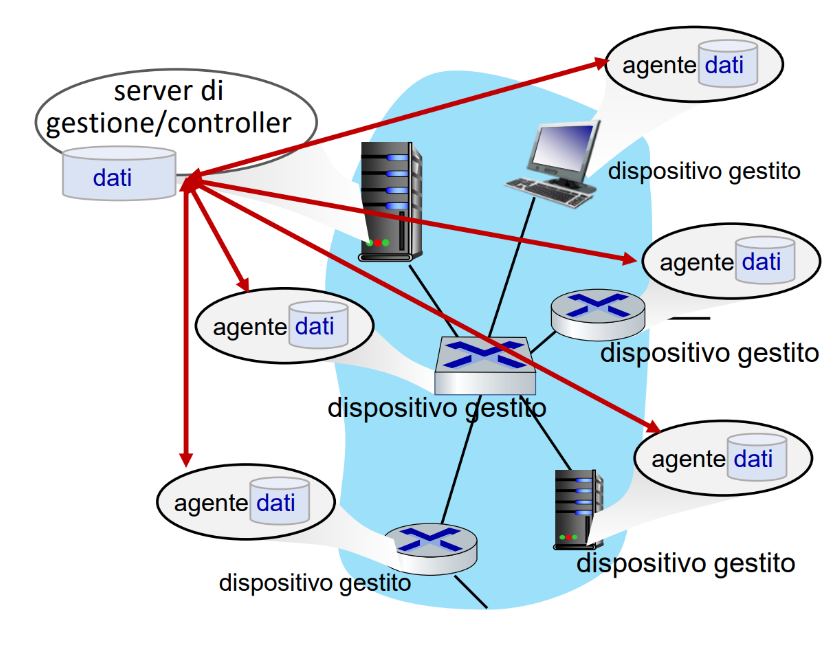 server di
gestione/controller
dati
agente dati
dispositivo gestito
agente dati
dispositivo gestito
agente dati
dispositivo gestito
agente dati
dispositivo gestito
agente dati
dispositivo gestito